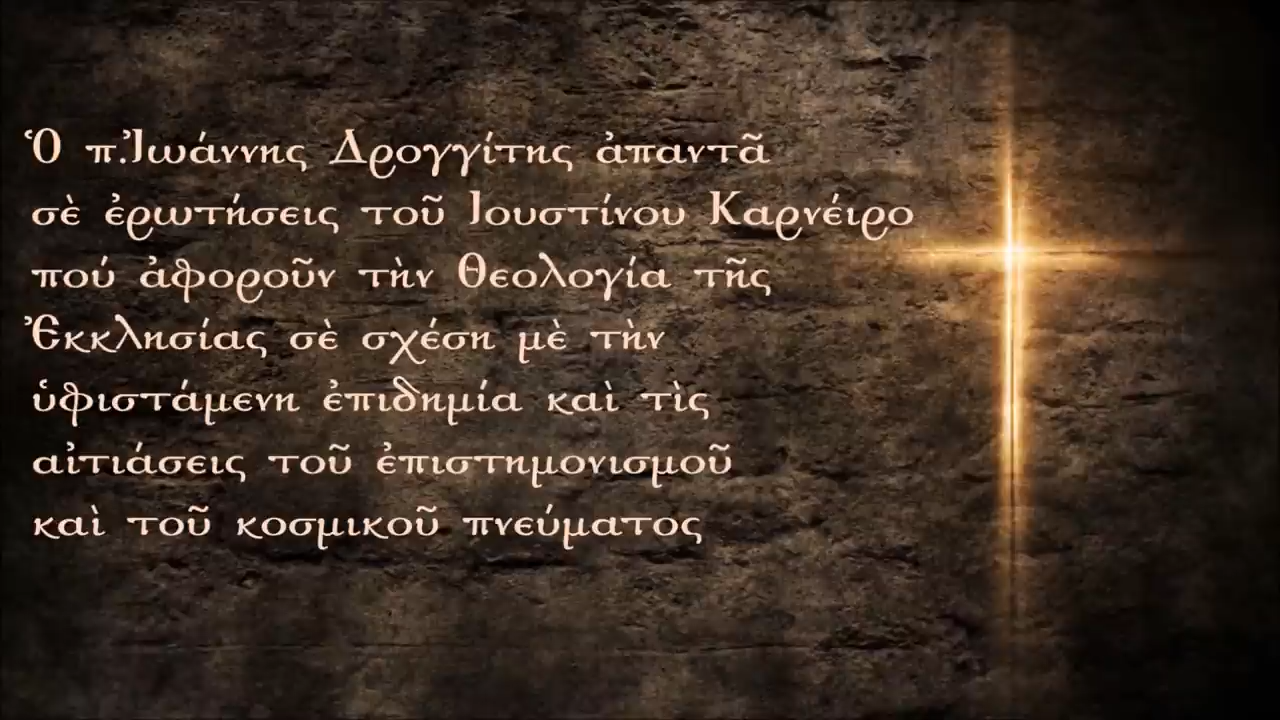 Ὁ π.Ἰωάννης Δρογγίτης ἀπαντᾶ
σὲ ἐρωτήσεις τοῦ Ἰουστίνου Καρνέιρο
πού ἀφοροῦν τὴν Θεολογία τῆς
Ἐκκλησίας σὲ σχέση μὲ τὴν
ὑφιστάμενη ἐπιδημία καὶ τὶς
αἰτιάσεις τοῦ ἐπιστημονισμοῦ
καὶ τοῦ κοσμικοῦ πνεύματος